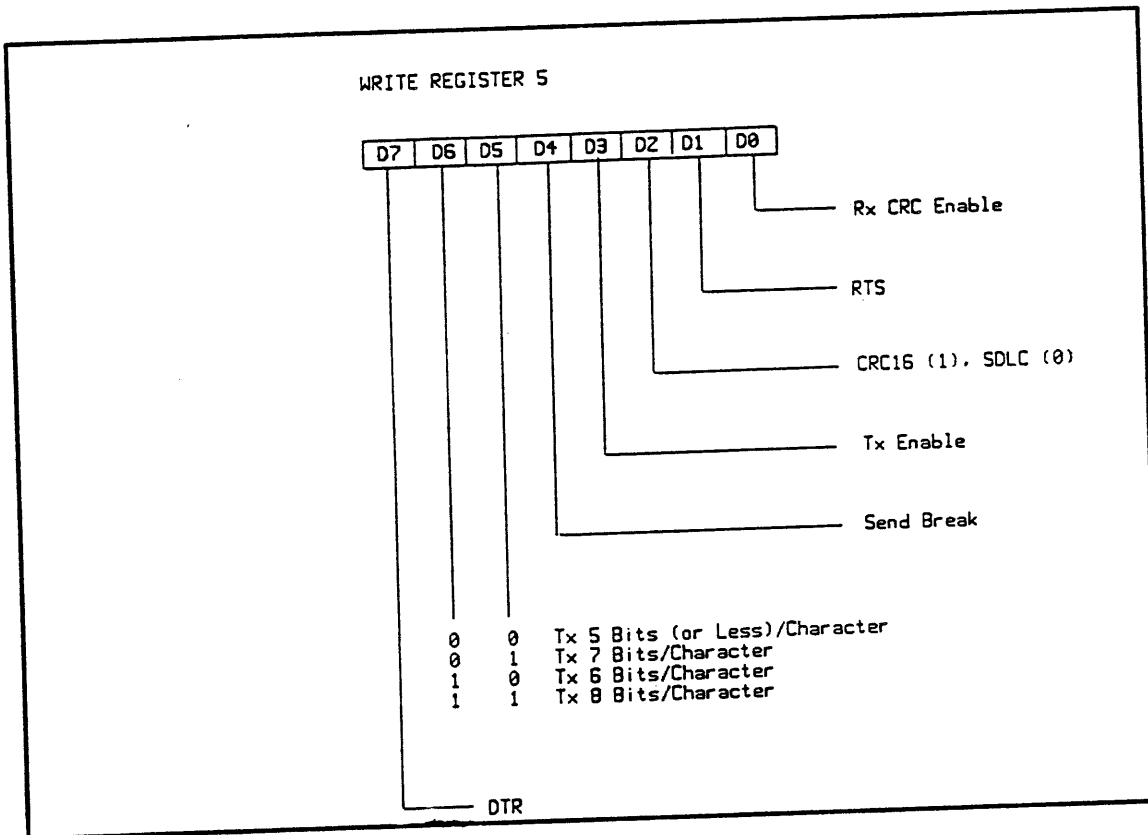 WRITE REGISTER 5
D7 D6 D5 D4 D3 D2 D1 D0
Rx CRC Enable
RTS
CRC16 (1), SDLC (0)
Tx Enable
Send Break
0 0 Tx 5 Bits (or Less)/Character
0 1 Tx 7 Bits/Character
1 0 Tx 6 Bits/Character
1 1 Tx 8 Bits/Character
DTR